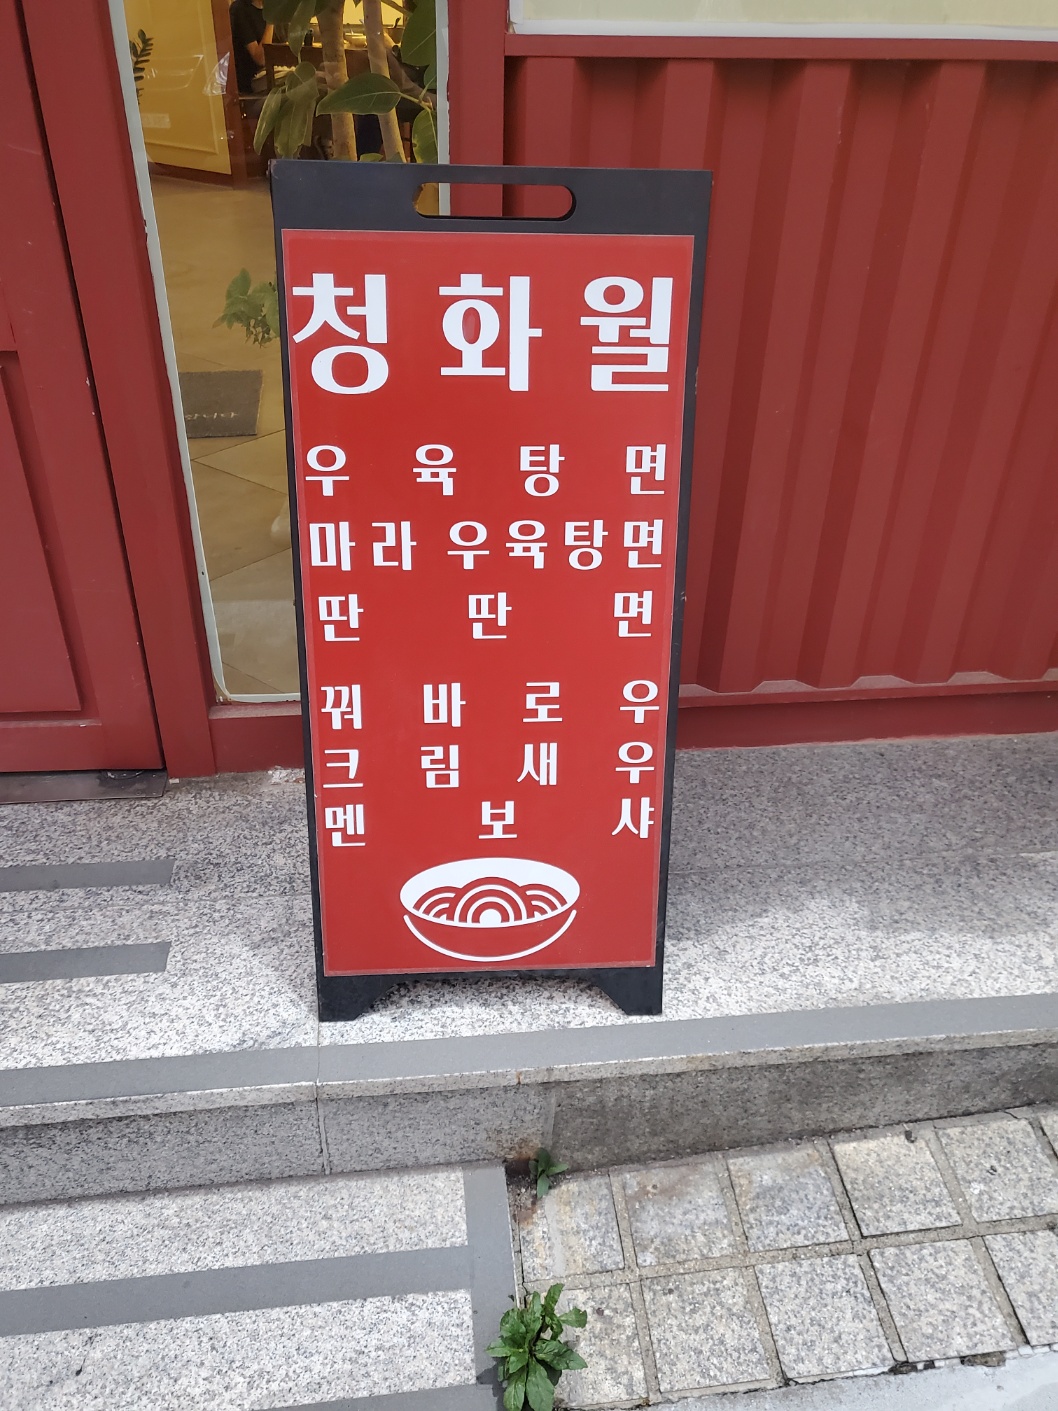 청화월
우육탕면
마라 우육탕면
딴딴면
꿔바로우
크림새우
멘보샤